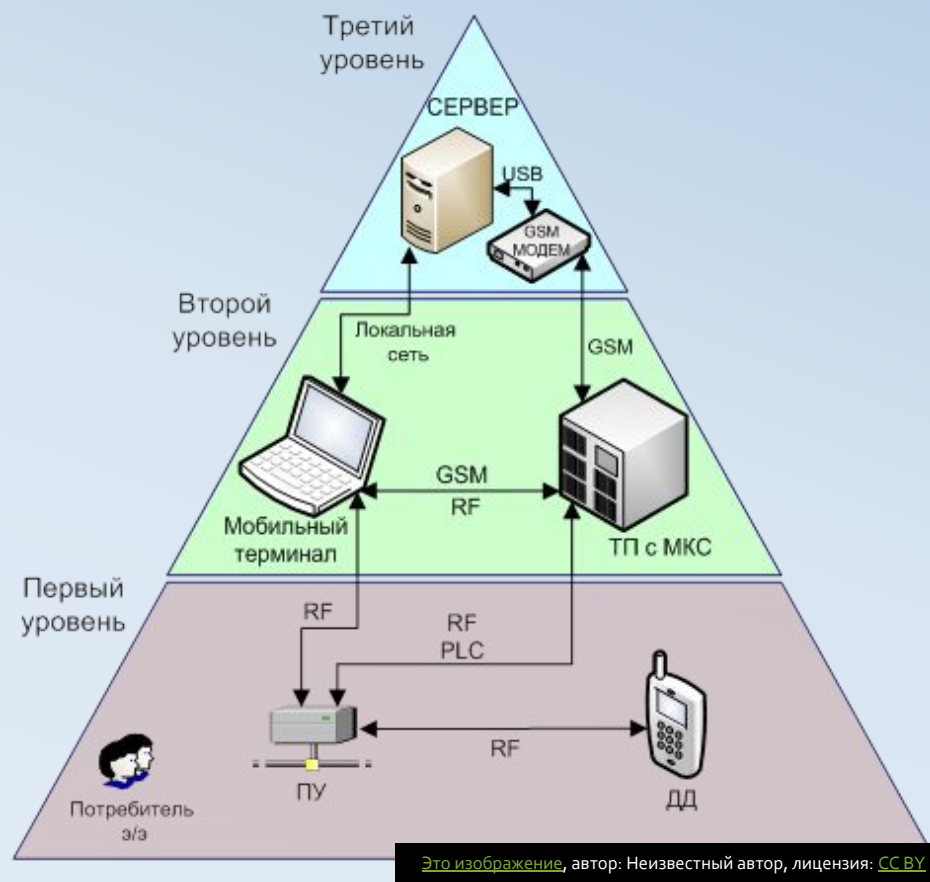 Третий
уровень
СЕРВЕР
USB
GSM
МОДЕМ
Второй
уровень
Локальная
сеть
GSM
GSM
RF
Мобильный
терминал
ТП с МКС
Первый
уровень
RF
RF
PLC
RF
ПУ
ДД
Потребитель
э/э
Это изображение, автор: Неизвестный автор, лицензия: CC BY